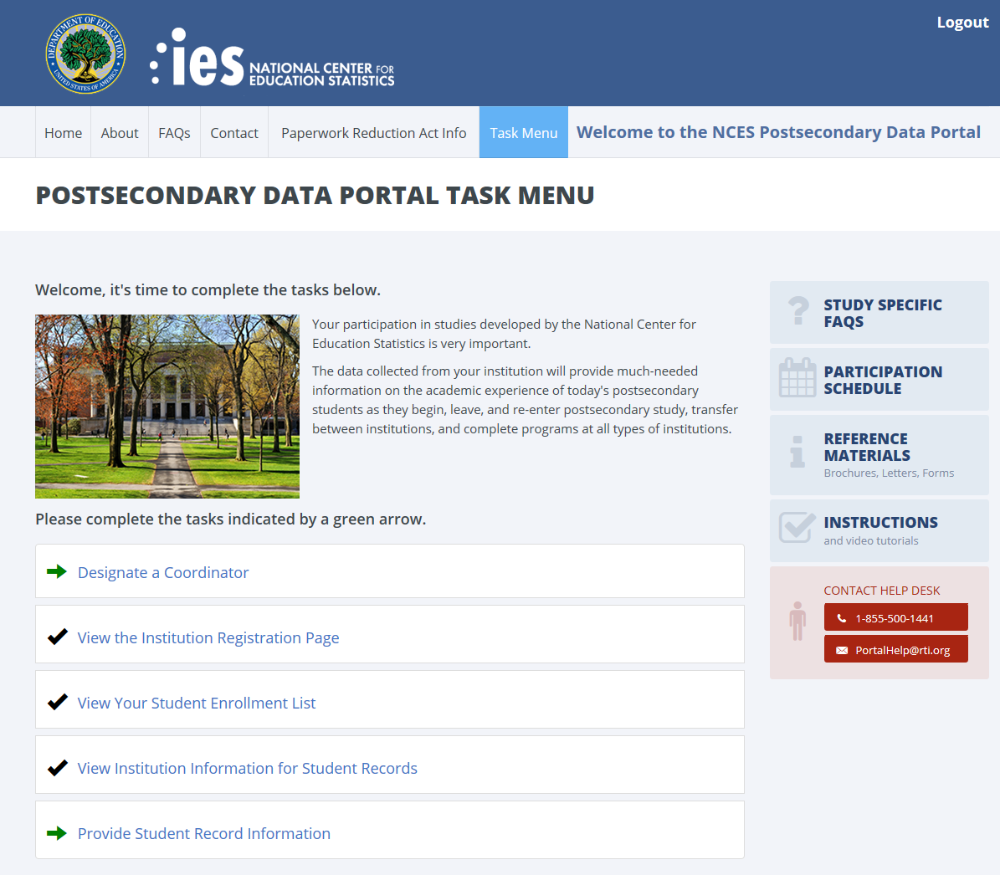 DEPARTMENT OF EDUCATION
UNITED STATES OF AMERICA
ies NATIONAL CENTER FOR
EDUCATION STATISTICS
Logout
Home About FAQs Contact Paperwork Reduction Act Info Task Menu Welcome to the NCES Postsecondary Data Portal
POSTSECONDARY DATA PORTAL TASK MENU
Welcome, it's time to complete the tasks below.
Your participation in studies developed by the National Center for
Education Statistics is very important.
The data collected from your institution will provide much-needed
information on the academic experience of today's postsecondary
students as they begin, leave, and re-enter postsecondary study, transfer
between institutions, and complete programs at all types of institutions.
Please complete the tasks indicated by a green arrow.
Designate a Coordinator
View the Institution Registration Page
View Your Student Enrollment List
View Institution Information for Student Records
Provide Student Record Information
STUDY SPECIFIC
FAQS
PARTICIPATION
SCHEDULE
REFERENCE
MATERIALS
Brochures, Letters, Forms
INSTRUCTIONS
and video tutorials
CONTACT HELP DESK
1-855-500-1441
PortalHelp@rti.org